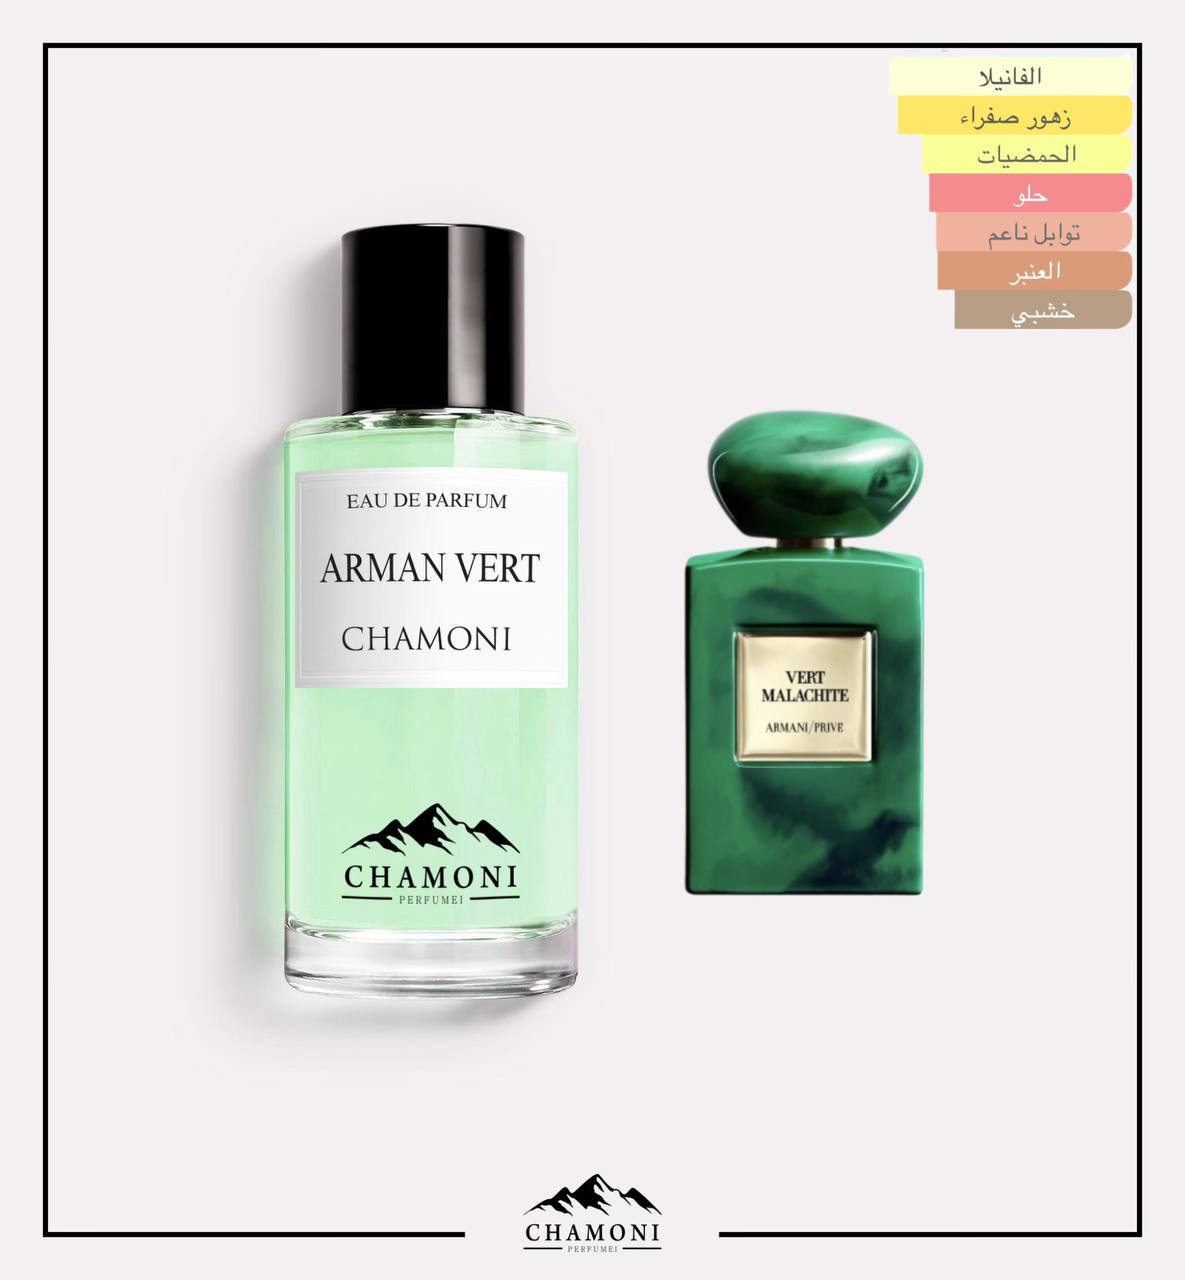 الفانيلا
زهور صفراء
الحمضيات
حلو
توابل ناعم
العنبر
خشبي
EAU DE PARFUM
ARMAN VERT
CHAMONI
CHAMONI
PERFUMEI
VERT
MALACHITE
ARMANI/PRIVE
CHAMONI
PERFUMEI